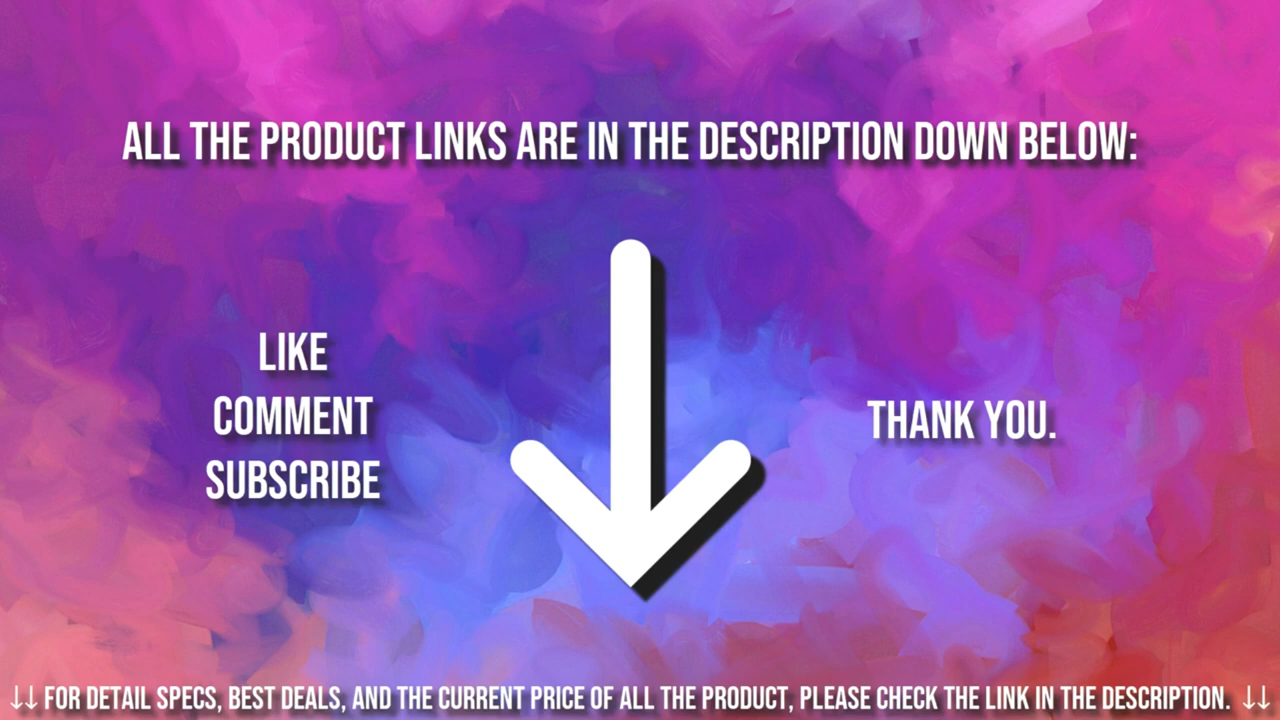 ALL THE PRODUCT LINKS ARE IN THE DESCRIPTION DOWN BELOW:
LIKE
COMMENT
SUBSCRIBE
THANK YOU.
↓↓ FOR DETAIL SPECS, BEST DEALS, AND THE CURRENT PRICE OF ALL THE PRODUCT, PLEASE CHECK THE LINK IN THE DESCRIPTION. ↓↓